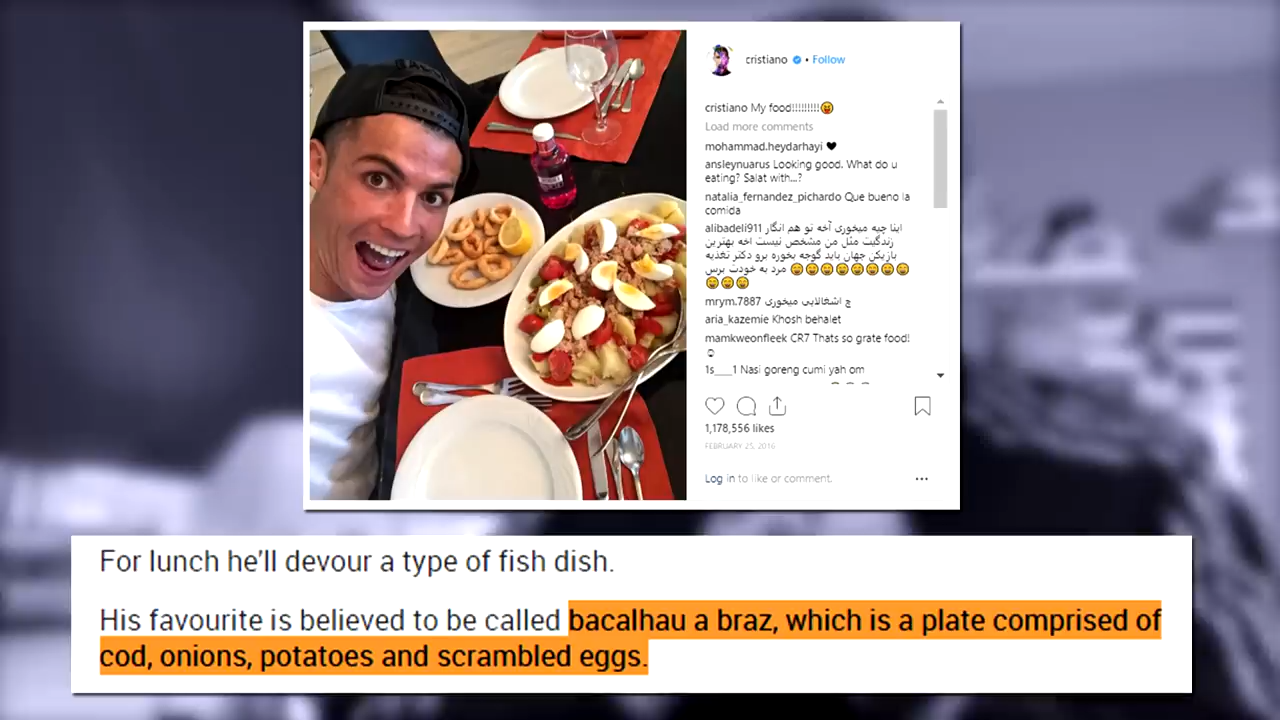 cristiano • Follow
cristiano My food!!!!!!!!!😝
Load more comments
mohammad.heydarhayi 🖤
ansleynuarus Looking good. What do u
eating? Salat with...?
natalia_fernandez_pichardo Que bueno la
comida
alibadeli911 اینا چیه میخوری آخه تو هم انگار
زندگیت مثل من مشخص نیست اخه بهترین
بازیکن جهان باید گوجه بخوره برو دکتر تغذیه
مرد به خودت برس 😄😄😄😄😄😄😄😄
😄😄😄
mrym.7887 چ اشغالایی میخوری
aria_kazemie Khosh behalet
mamkweonfleek CR7 Thats so grate food!
☺
1s____1 Nasi goreng cumi yah om
1,178,556 likes
FEBRUARY 25, 2016
Log in to like or comment.
For lunch he'll devour a type of fish dish.
His favourite is believed to be called bacalhau a braz, which is a plate comprised of
cod, onions, potatoes and scrambled eggs.